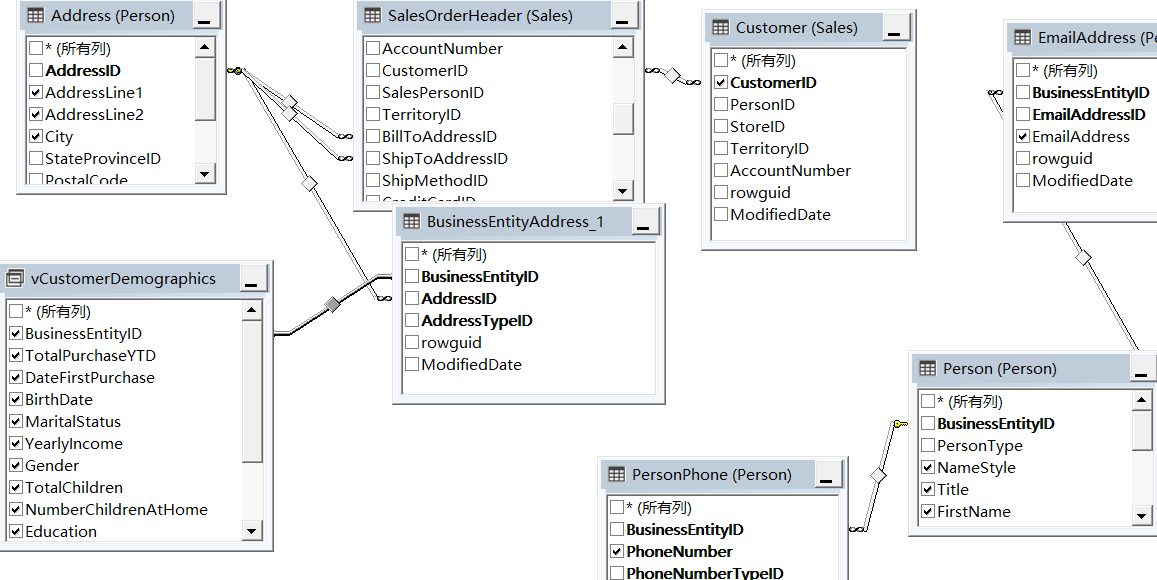 Address (Person)
* (所有列)
AddressID
AddressLine1
AddressLine2
City
StateProvinceID
PostalCode
SalesOrderHeader (Sales)
AccountNumber
CustomerID
SalesPersonID
TerritoryID
BillToAddressID
ShipToAddressID
ShipMethodID
CreditCardID
Customer (Sales)
* (所有列)
CustomerID
PersonID
StoreID
TerritoryID
AccountNumber
rowguid
ModifiedDate
EmailAddress (Pe
* (所有列)
BusinessEntityID
EmailAddressID
EmailAddress
rowguid
ModifiedDate
BusinessEntityAddress_1
* (所有列)
BusinessEntityID
AddressID
AddressTypeID
rowguid
ModifiedDate
vCustomerDemographics
* (所有列)
BusinessEntityID
TotalPurchaseYTD
DateFirstPurchase
BirthDate
MaritalStatus
YearlyIncome
Gender
TotalChildren
NumberChildrenAtHome
Education
Person (Person)
* (所有列)
BusinessEntityID
PersonType
NameStyle
Title
FirstName
PersonPhone (Person)
* (所有列)
BusinessEntityID
PhoneNumber
PhoneNumberTypeID